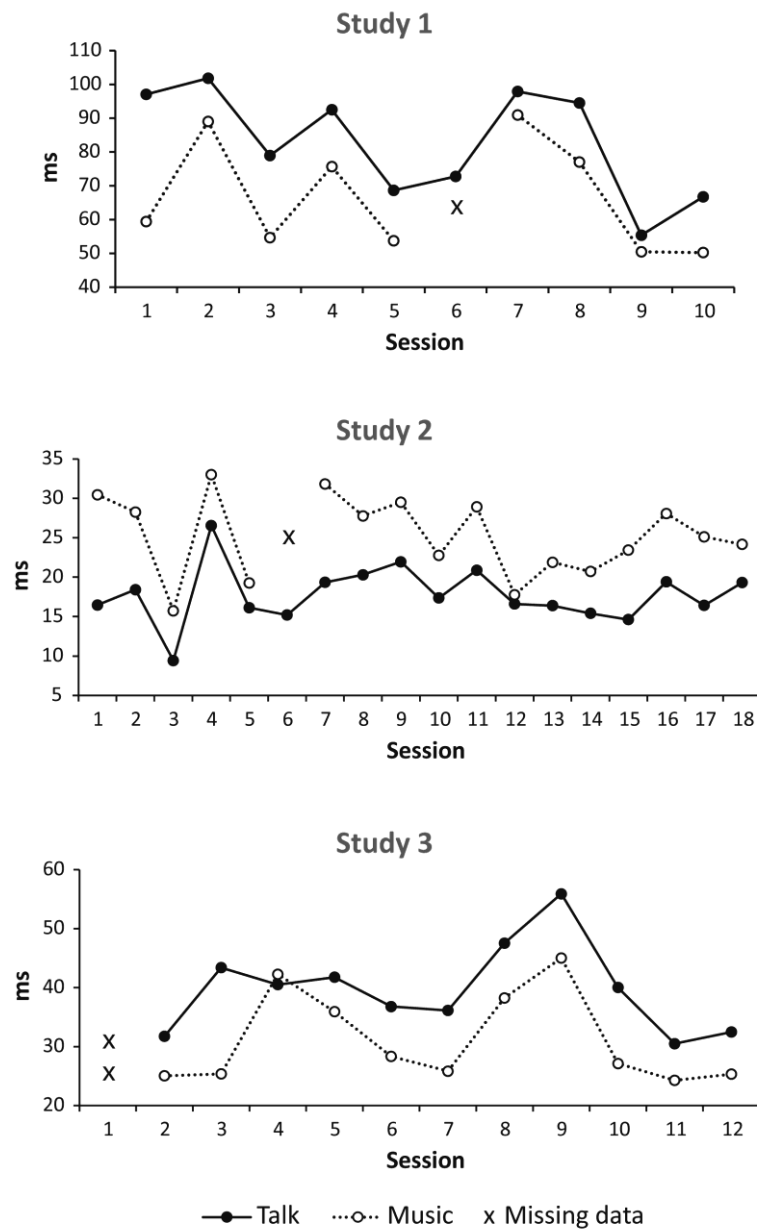 Study 1
110
100
90
80
70
60
50
40
ms
x
1 2 3 4 5 6 7 8 9 10
Session
Study 2
35
30
25
20
15
10
5
ms
x
1 2 3 4 5 6 7 8 9 10 11 12 13 14 15 16 17 18
Session
Study 3
60
50
40
30
20
ms
x
x
1 2 3 4 5 6 7 8 9 10 11 12
Session
Talk Music x Missing data